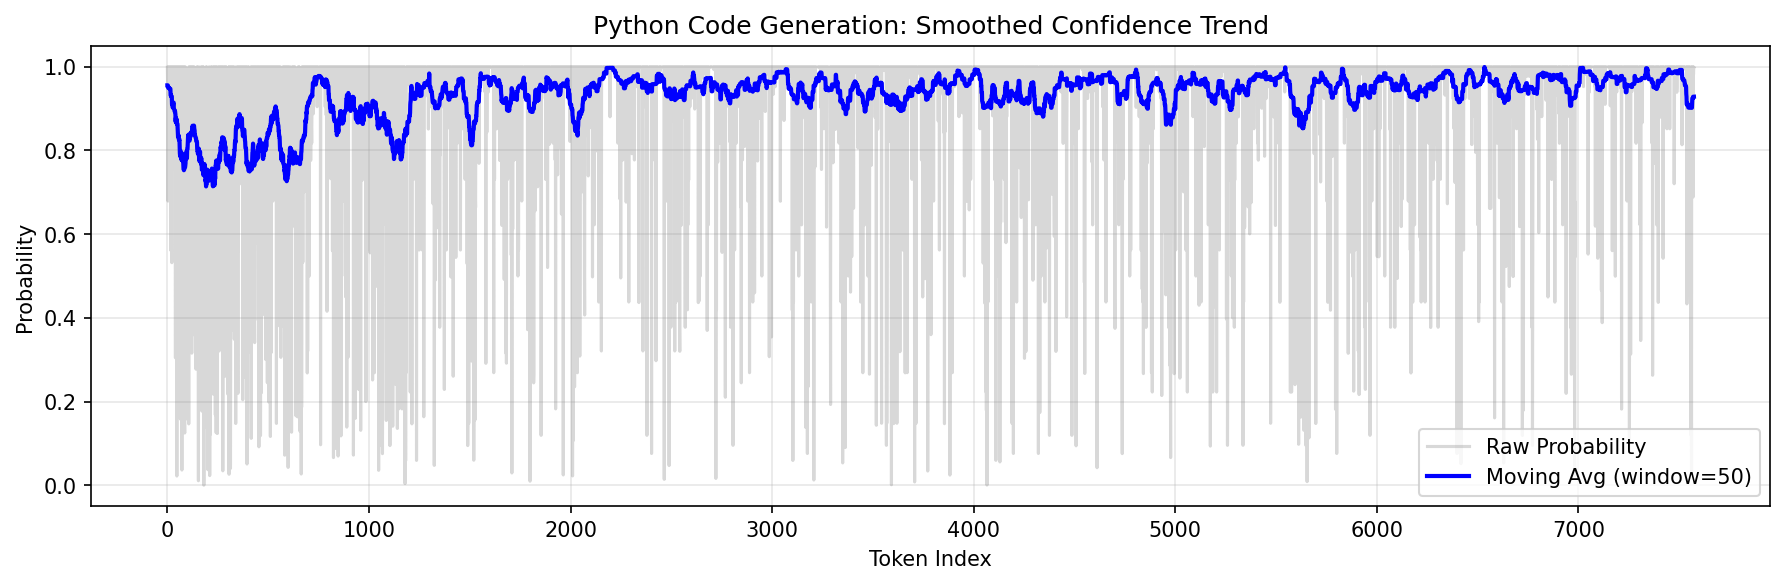 Python Code Generation: Smoothed Confidence Trend
Probability
1.0
0.8
0.6
0.4
0.2
0.0
0 1000 2000 3000 4000 5000 6000 7000
Token Index
Raw Probability
Moving Avg (window=50)